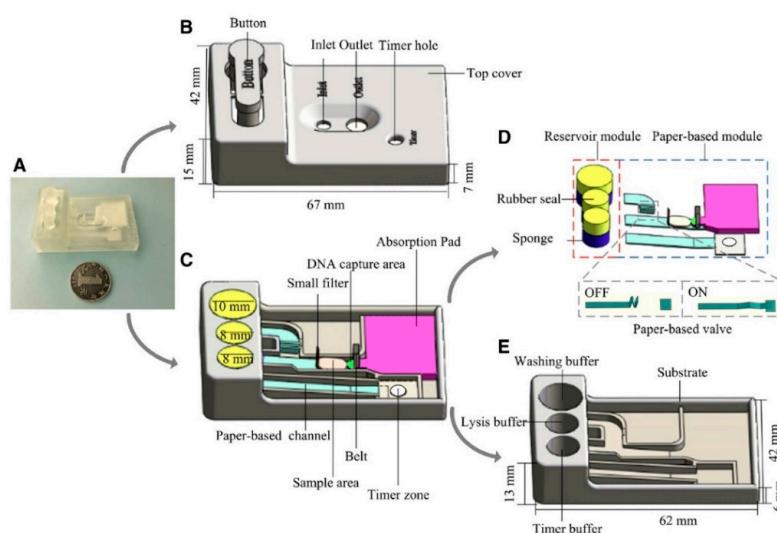 A
B
Button
Button
Inlet Outlet
Inlet
Outlet
Timer hole
Timer
Top cover
42 mm
15 mm
67 mm
7 mm
C
Absorption Pad
DNA capture area
Small filter
10 mm
8 mm
8 mm
Paper-based channel
Belt
Sample area
Timer zone
D
Reservoir module
Paper-based module
Rubber seal
Sponge
OFF
ON
Paper-based valve
E
Washing buffer
Substrate
Lysis buffer
42 mm
13 mm
62 mm
Timer buffer